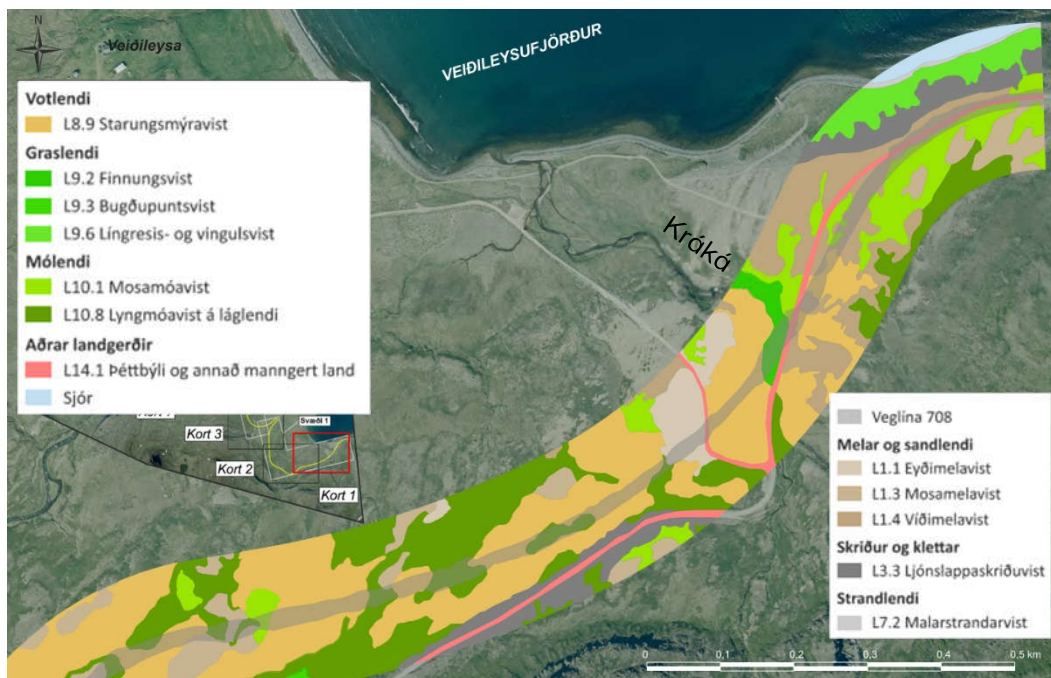 N
Veiðileysa
VEIÐILEYSUFJÖRÐUR
Votlendi
L8.9 Starungsmýravist
Graslendi
L9.2 Finnungsvist
L9.3 Bugðupuntsvist
L9.6 Língresis- og vingulsvist
Mólendi
L10.1 Mosamóavist
L10.8 Lyngmóavist á láglendi
Aðrar landgerðir
L14.1 Þéttbýli og annað manngert land
Sjór
Kráká
Svæði 1
Kort 3
Kort 2
Kort 1
Veglína 708
Melar og sandlendi
L1.1 Eyðimelavist
L1.3 Mosamelavist
L1.4 Víðimelavist
Skriður og klettar
L3.3 Ljónslappaskriðuvist
Strandlendi
L7.2 Malarstrandarvist
0 0,1 0,2 0,3 0,4 0,5 km